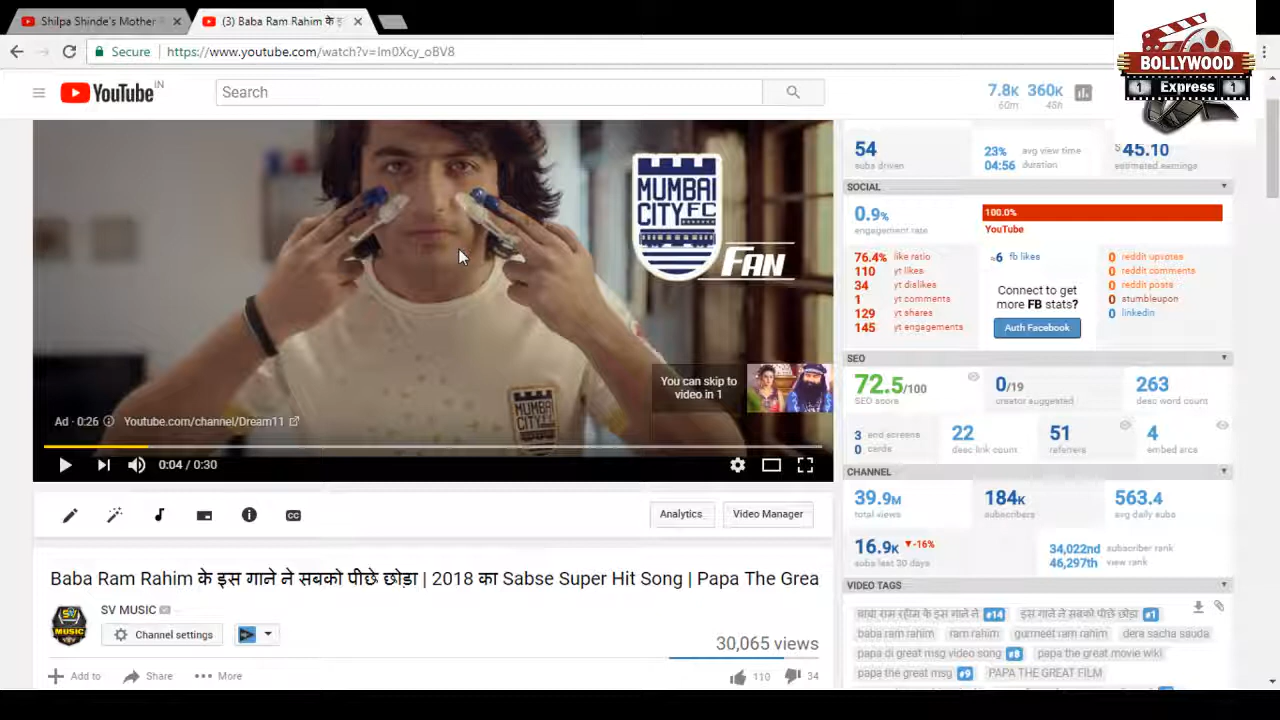 Shilpa Shinde's Mother
(3) Baba Ram Rahim के इ
BOLLYWOOD
1 Express 1
Secure
https://www.youtube.com/watch?v=Im0Xcy_oBV8
YouTube IN
Search
7.8K 360K
60m 48h
MUMBAI
CITY FC
FAN
MUMBAI
CITY FC
You can skip to
video in 1
Ad · 0:26
Youtube.com/channel/Dream11
0:04 / 0:30
Analytics
Video Manager
Baba Ram Rahim के इस गाने ने सबको पीछे छोड़ा | 2018 का Sabse Super Hit Song | Papa The Grea
SV MUSIC
SV
MUSIC
Channel settings
30,065 views
Add to
Share
More
110
34
54
subs driven
23% avg view time
04:56 duration
$45.10
estimated earnings
SOCIAL
0.9%
engagement rate
100.0%
YouTube
76.4% like ratio
110 yt likes
34 yt dislikes
1 yt comments
129 yt shares
145 yt engagements
6 fb likes
Connect to get
more FB stats?
Auth Facebook
0 reddit upvotes
0 reddit comments
0 reddit posts
0 stumbleupon
0 linkedin
SEO
72.5/100
SEO score
0/19
creator suggested
263
desc word count
3 end screens
0 cards
22
desc link count
51
referrers
4
embed srcs
CHANNEL
39.9M
total views
184K
subscribers
563.4
avg daily subs
16.9K -16%
subs last 30 days
34,022nd subscriber rank
46,297th view rank
VIDEO TAGS
बाबा राम रहीम के इस गाने ने #14
इस गाने ने सबको पीछे छोड़ा #1
baba ram rahim
ram rahim
gurmeet ram rahim
dera sacha sauda
papa di great msg video song #8
papa the great movie wiki
papa the great msg #9
PAPA THE GREAT FILM